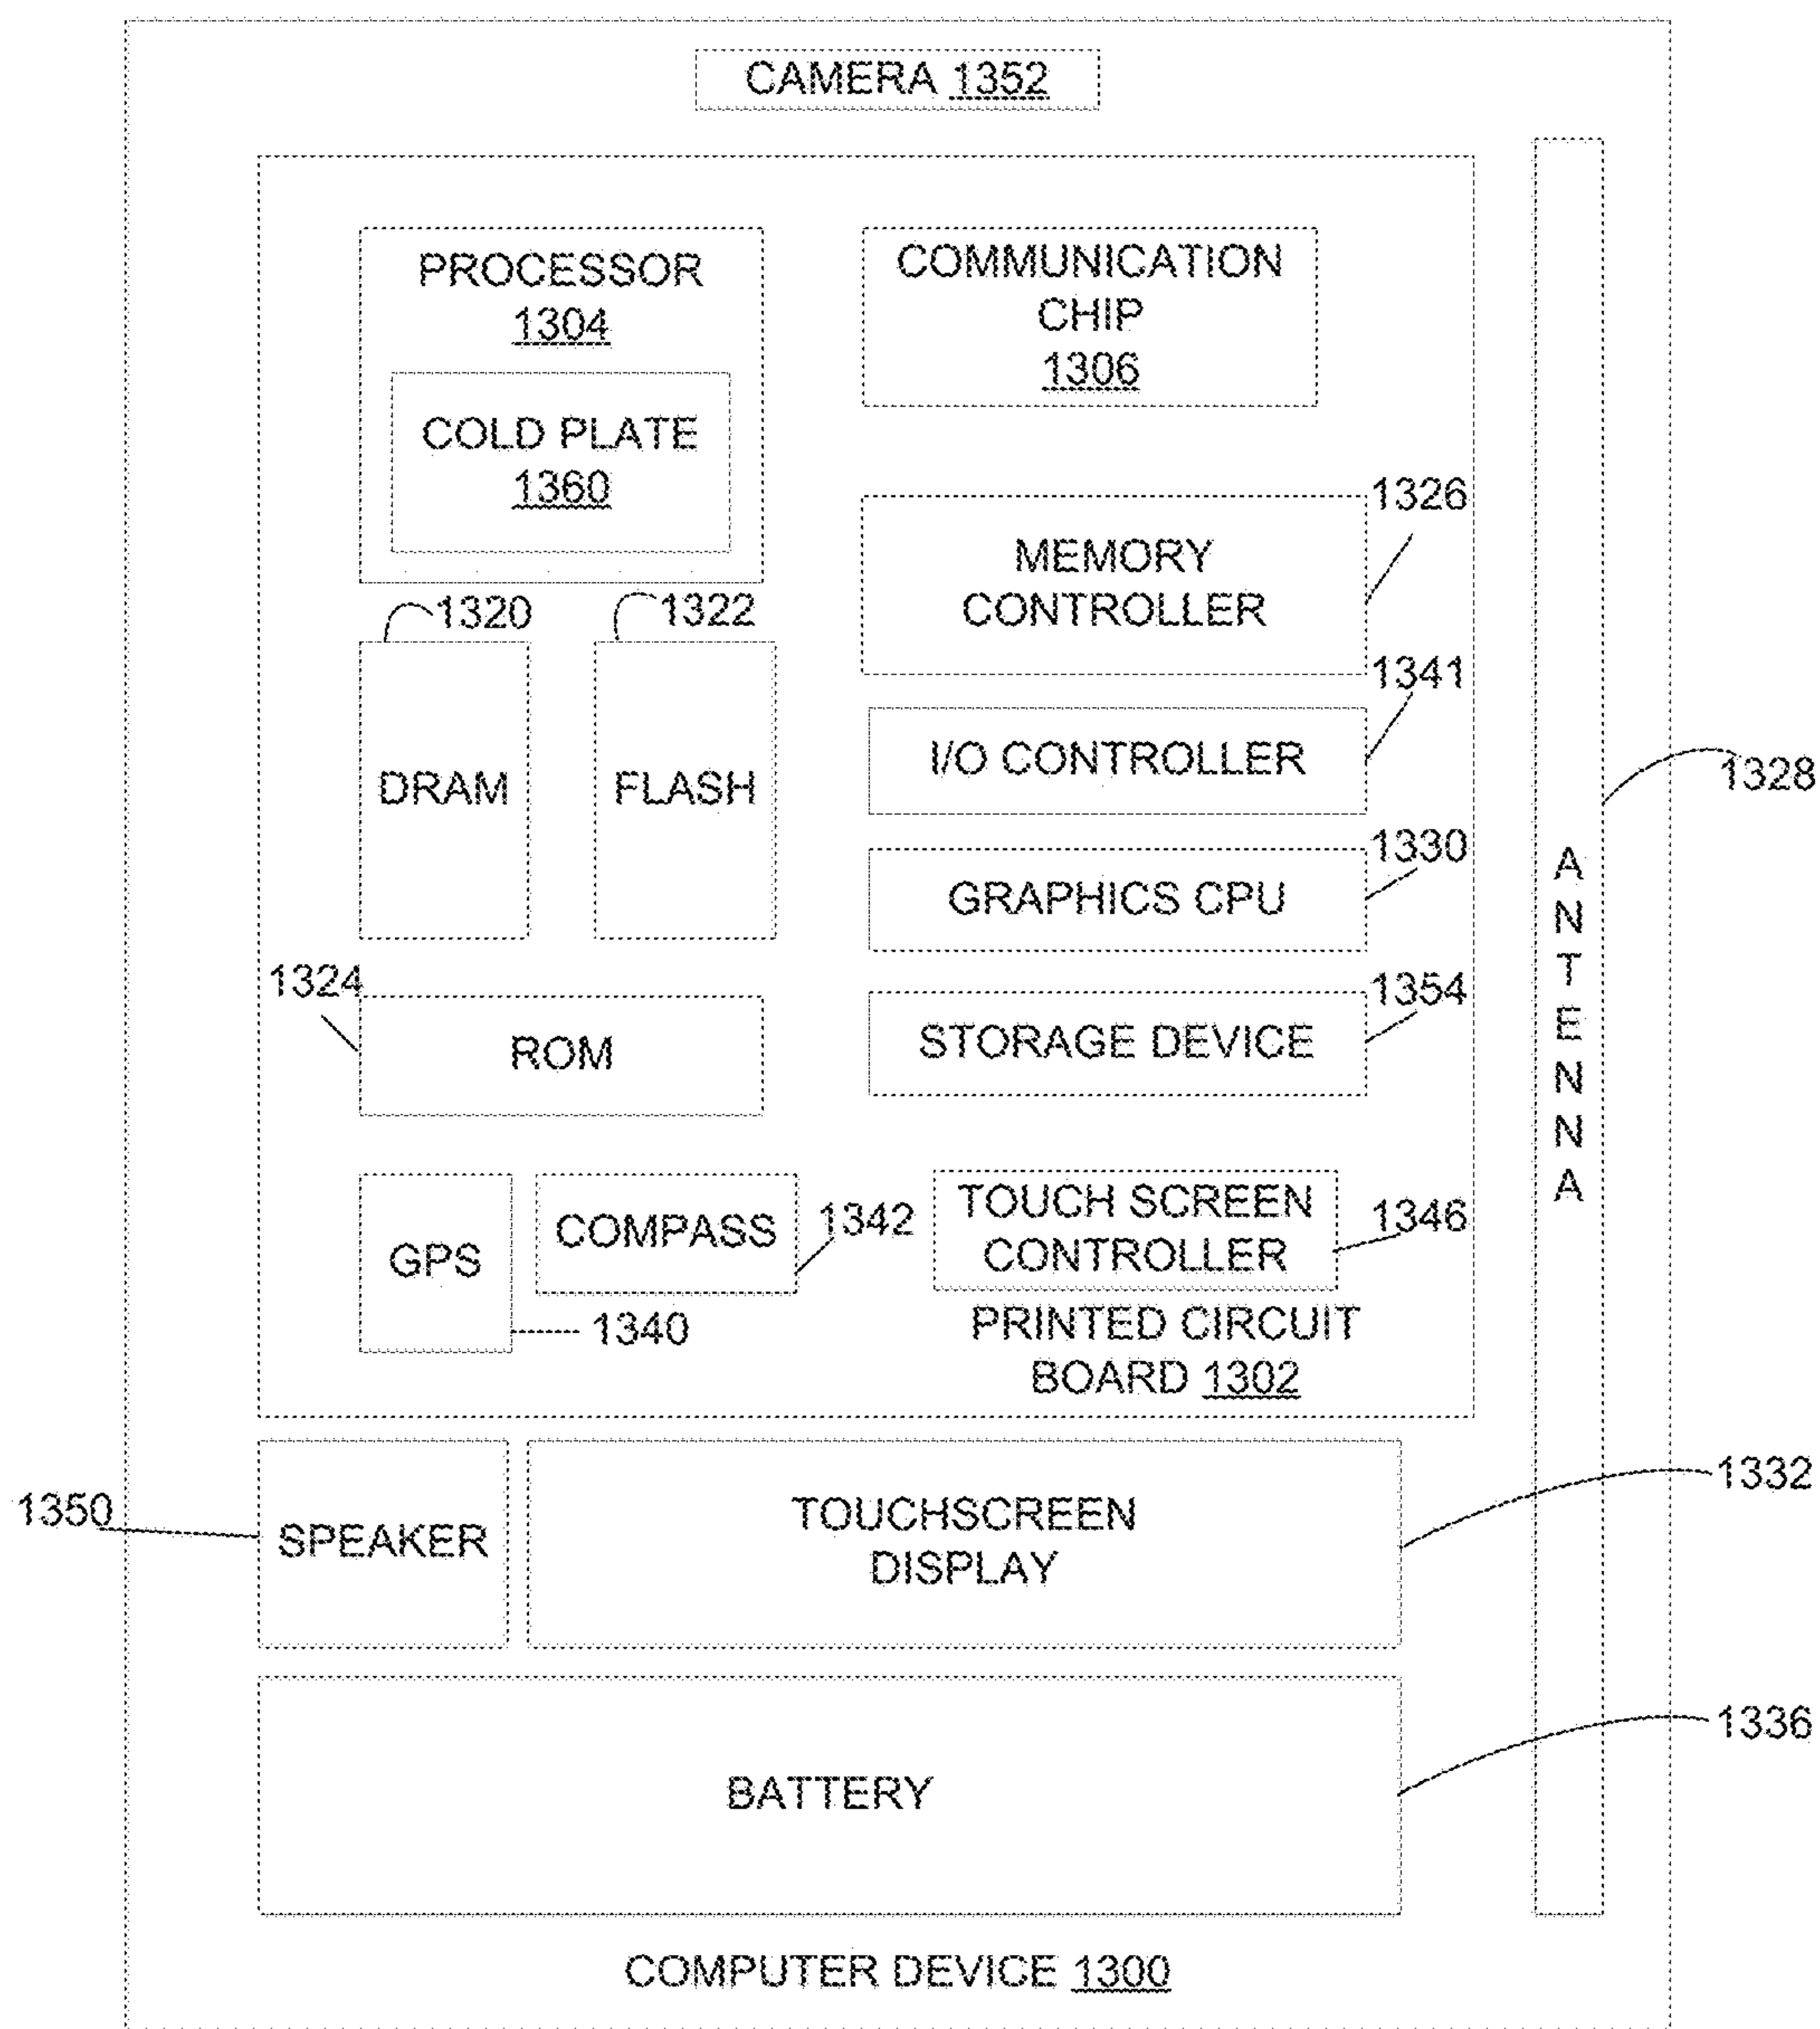 CAMERA 1352
PROCESSOR
1304
COLD PLATE
1360
COMMUNICATION
CHIP
1306
1326
MEMORY
CONTROLLER
1320
1322
DRAM
FLASH
1341
I/O CONTROLLER
1328
1330
GRAPHICS CPU
ANTENNA
1324
ROM
1354
STORAGE DEVICE
GPS
1340
COMPASS
1342
TOUCH SCREEN
CONTROLLER
1346
PRINTED CIRCUIT
BOARD 1302
1350
SPEAKER
TOUCHSCREEN
DISPLAY
1332
BATTERY
1336
COMPUTER DEVICE 1300